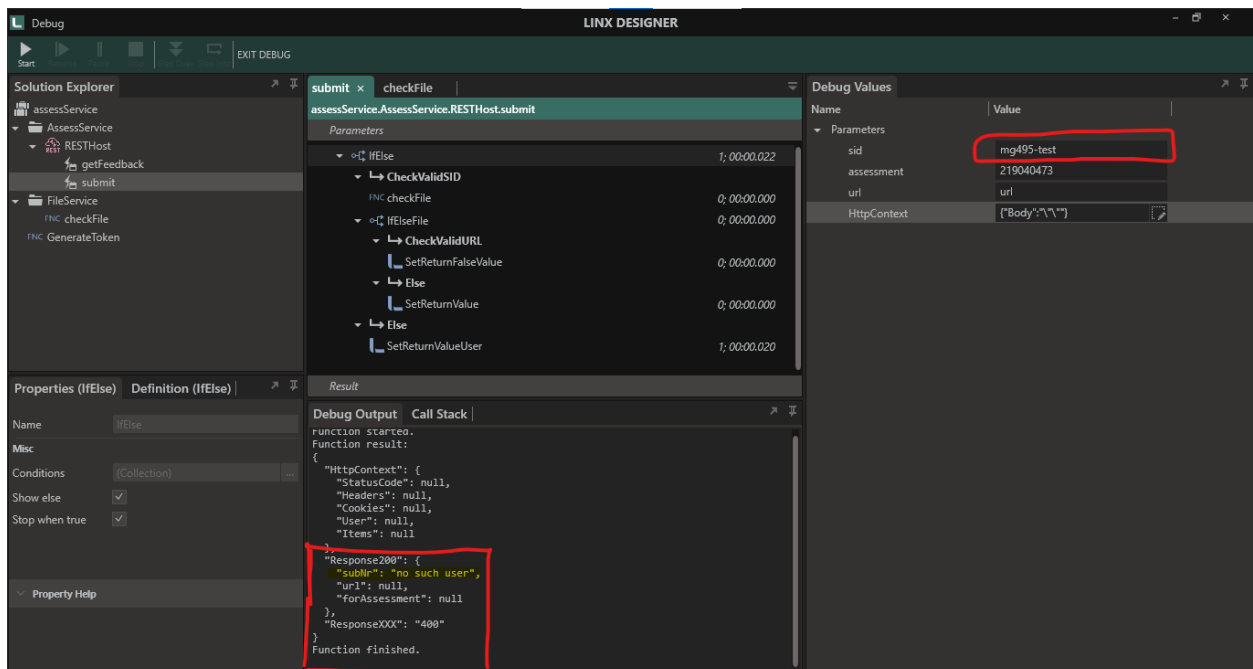 L Debug
LINX DESIGNER
Start
EXIT DEBUG
Solution Explorer
assessService
AssessService
REST RESTHost
getFeedback
submit
FileService
FNC checkFile
FNC GenerateToken
submit × checkFile
assessService.AssessService.RESTHost.submit
Parameters
IfElse 1; 00:00.022
CheckValidSID
FNC checkFile 0; 00:00.000
IfElseFile 0; 00:00.000
CheckValidURL
SetReturnFalseValue 0; 00:00.000
Else
SetReturnValue 0; 00:00.000
Else
SetReturnValueUser 1; 00:00.020
Result
Debug Values
Name Value
Parameters
sid mg495-test
assessment 219040473
url url
HttpContext {"Body":"\"\""}
Properties (IfElse) Definition (IfElse)
Name IfElse
Misc
Conditions (Collection) ...
Show else
Stop when true
Property Help
Debug Output Call Stack
Function started.
Function result:
{
"HttpContext": {
"StatusCode": null,
"Headers": null,
"Cookies": null,
"User": null,
"Items": null
},
"Response200": {
"subNr": "no such user",
"url": null,
"forAssessment": null
},
"ResponseXXX": "400"
}
Function finished.